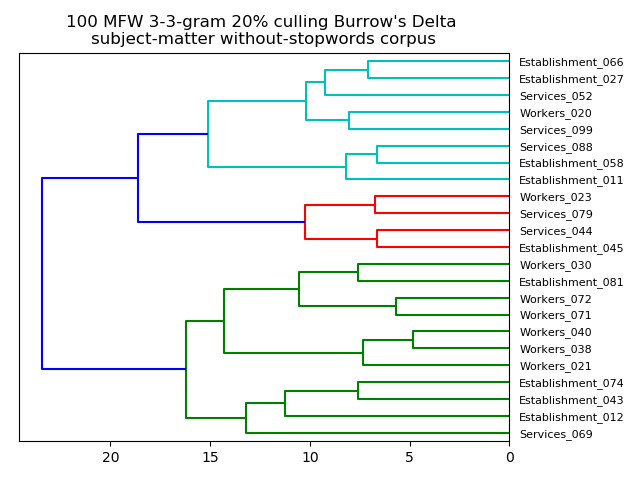 100 MFW 3-3-gram 20% culling Burrow's Delta
subject-matter without-stopwords corpus
Establishment_066
Establishment_027
Services_052
Workers_020
Services_099
Services_088
Establishment_058
Establishment_011
Workers_023
Services_079
Services_044
Establishment_045
Workers_030
Establishment_081
Workers_072
Workers_071
Workers_040
Workers_038
Workers_021
Establishment_074
Establishment_043
Establishment_012
Services_069
20 15 10 5 0